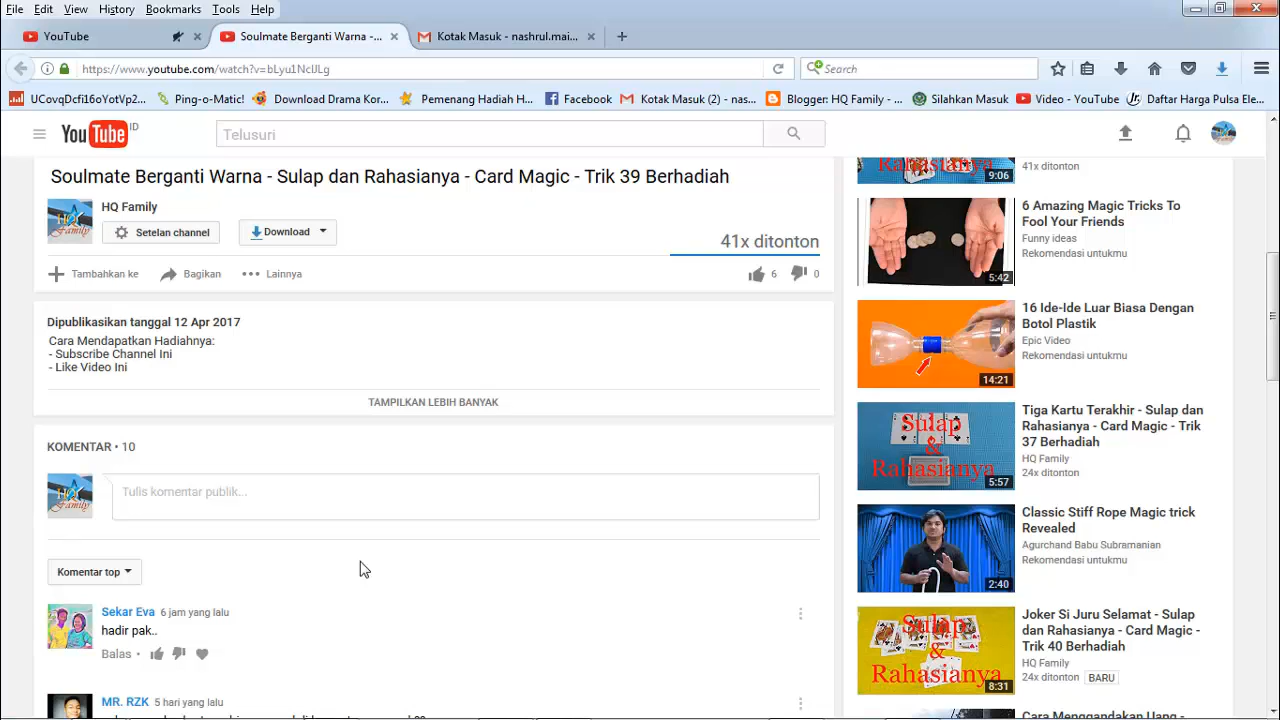 File Edit View History Bookmarks Tools Help
YouTube
Soulmate Berganti Warna -...
Kotak Masuk - nashrul.mai...
https://www.youtube.com/watch?v=bLyu1NclJLg
Search
UCovqDcfi16oYotVp2...
Ping-o-Matic!
Download Drama Kor...
Pemenang Hadiah H...
Facebook
Kotak Masuk (2) - nas...
Blogger: HQ Family - ...
Silahkan Masuk
Video - YouTube
Daftar Harga Pulsa Ele...
YouTube ID
Telusuri
Soulmate Berganti Warna - Sulap dan Rahasianya - Card Magic - Trik 39 Berhadiah
HQ Family
Setelan channel
Download
41x ditonton
Tambahkan ke
Bagikan
Lainnya
6
0
Dipublikasikan tanggal 12 Apr 2017
Cara Mendapatkan Hadiahnya:
- Subscribe Channel Ini
- Like Video Ini
TAMPILKAN LEBIH BANYAK
KOMENTAR • 10
Tulis komentar publik...
Komentar top
Sekar Eva 6 jam yang lalu
hadir pak..
Balas •
MR. RZK 5 hari yang lalu
Rahasianya
9:06
41x ditonton
5:42
6 Amazing Magic Tricks To
Fool Your Friends
Funny ideas
Rekomendasi untukmu
14:21
16 Ide-Ide Luar Biasa Dengan
Botol Plastik
Epic Video
Rekomendasi untukmu
Sulap
&
Rahasianya
5:57
Tiga Kartu Terakhir - Sulap dan
Rahasianya - Card Magic - Trik
37 Berhadiah
HQ Family
24x ditonton
2:40
Classic Stiff Rope Magic trick
Revealed
Agurchand Babu Subramanian
Rekomendasi untukmu
Sulap
&
Rahasianya
8:31
Joker Si Juru Selamat - Sulap
dan Rahasianya - Card Magic -
Trik 40 Berhadiah
HQ Family
24x ditonton BARU
Cara Menggandakan Uang -